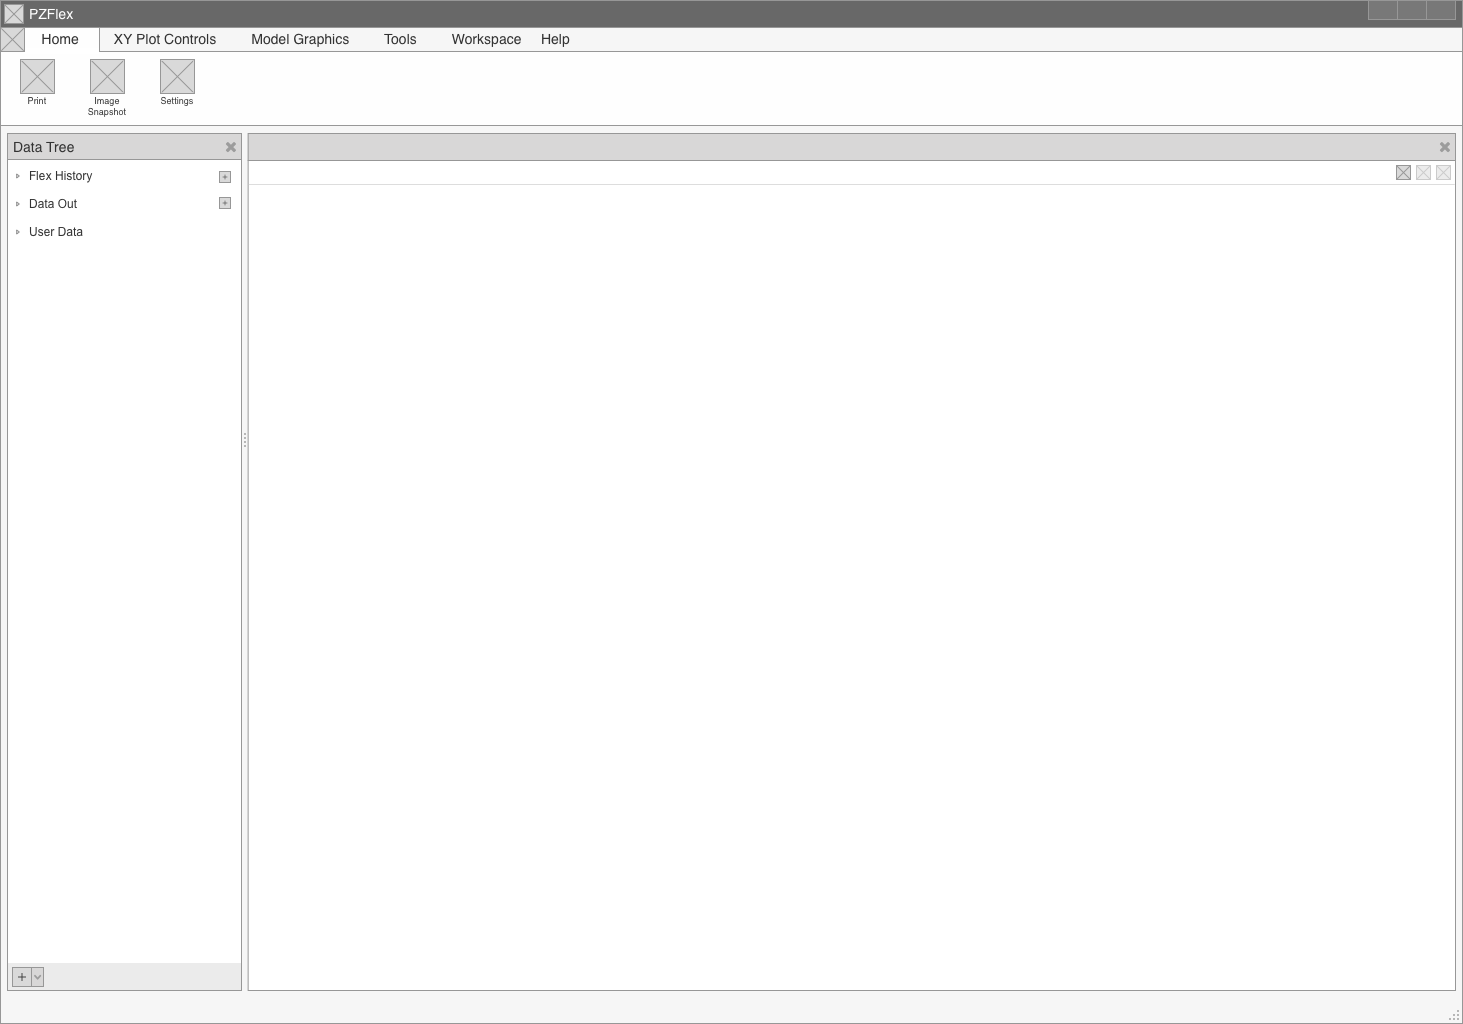 PZFlex
Home XY Plot Controls Model Graphics Tools Workspace Help
Print
Image
Snapshot
Settings
Data Tree
Flex History
Data Out
User Data